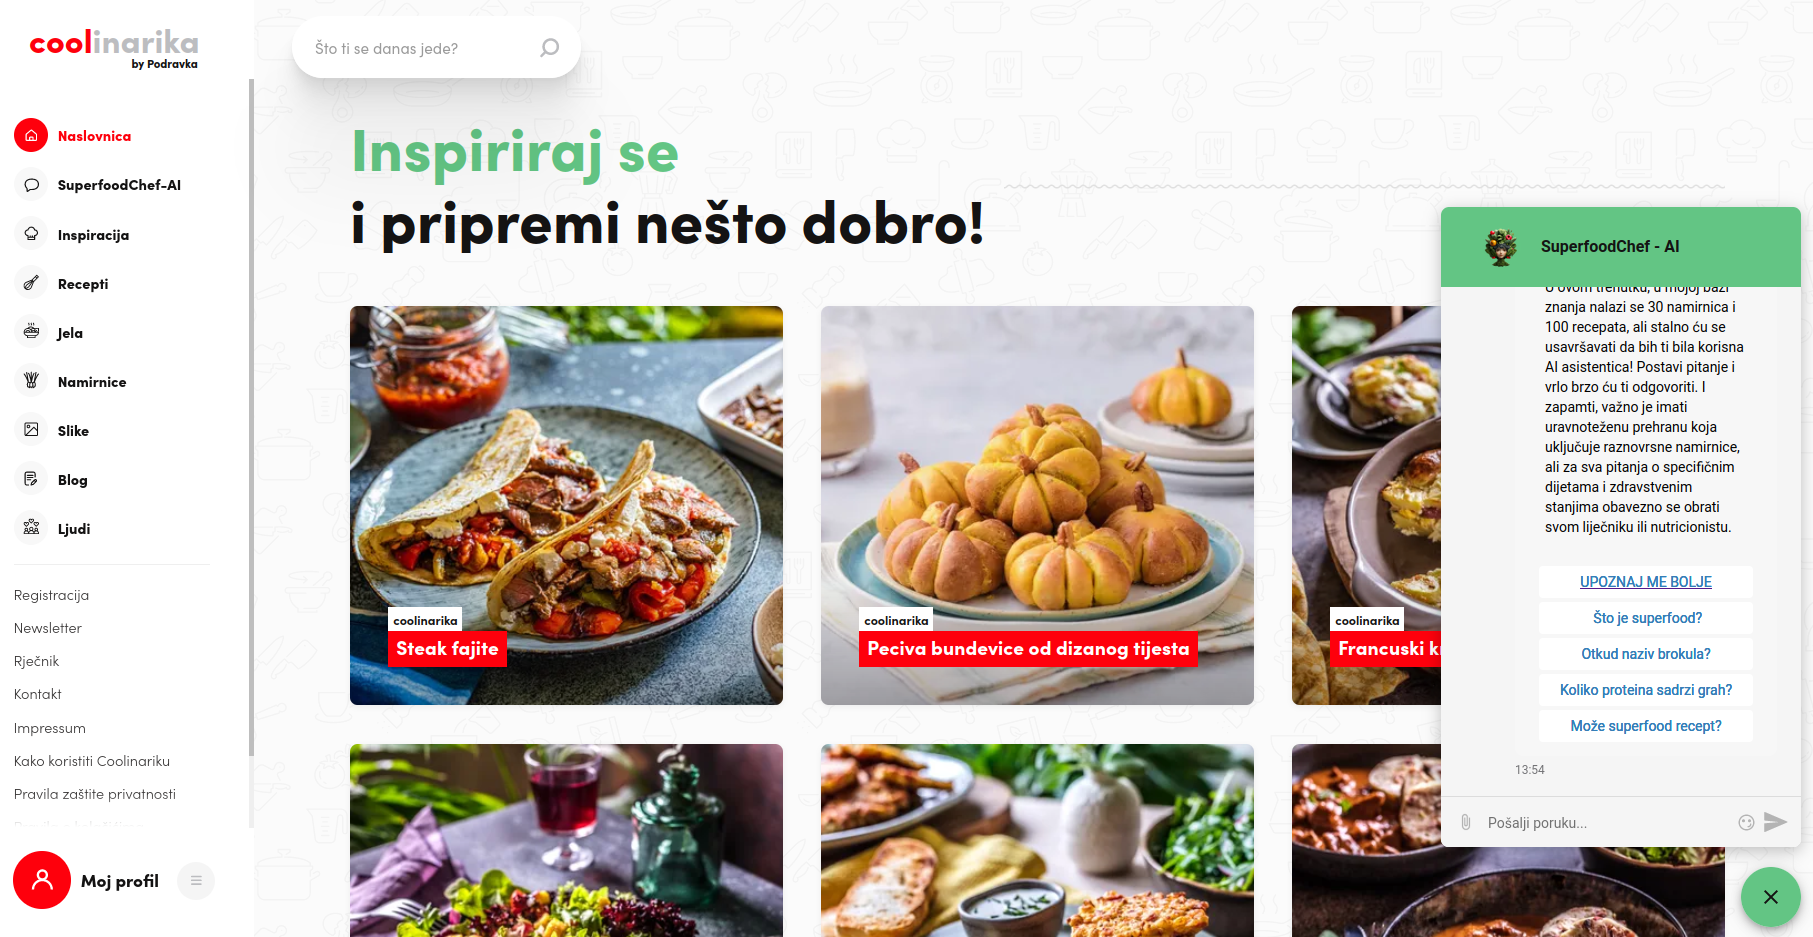 coolinarika
by Podravka
Naslovnica
SuperfoodChef-AI
Inspiracija
Recepti
Jela
Namirnice
Slike
Blog
Ljudi
Registracija
Newsletter
Rječnik
Kontakt
Impressum
Kako koristiti Coolinariku
Pravila zaštite privatnosti
Moj profil
Što ti se danas jede?
Inspiriraj se
i pripremi nešto dobro!
coolinarika
Steak fajite
coolinarika
Peciva bundevice od dizanog tijesta
coolinarika
Francuski
SuperfoodChef - AI
U ovom trenutku, u mojoj bazi
znanja nalazi se 30 namirnica i
100 recepata, ali stalno ću se
usavršavati da bih ti bila korisna
AI asistentica! Postavi pitanje i
vrlo brzo ću ti odgovoriti. I
zapamti, važno je imati
uravnoteženu prehranu koja
uključuje raznovrsne namirnice,
ali za sva pitanja o specifičnim
dijetama i zdravstvenim
stanjima obavezno se obrati
svom liječniku ili nutricionistu.
UPOZNAJ ME BOLJE
Što je superfood?
Otkud naziv brokula?
Koliko proteina sadrzi grah?
Može superfood recept?
13:54
Pošalji poruku...